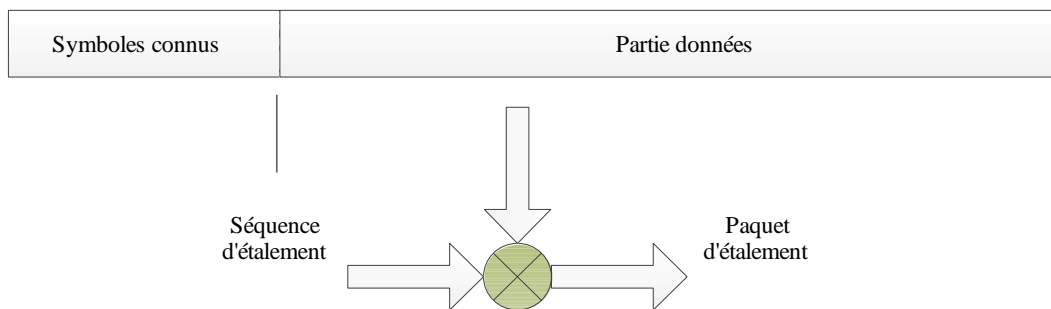 Symboles connus
Partie données
Séquence
d'étalement
Paquet
d'étalement